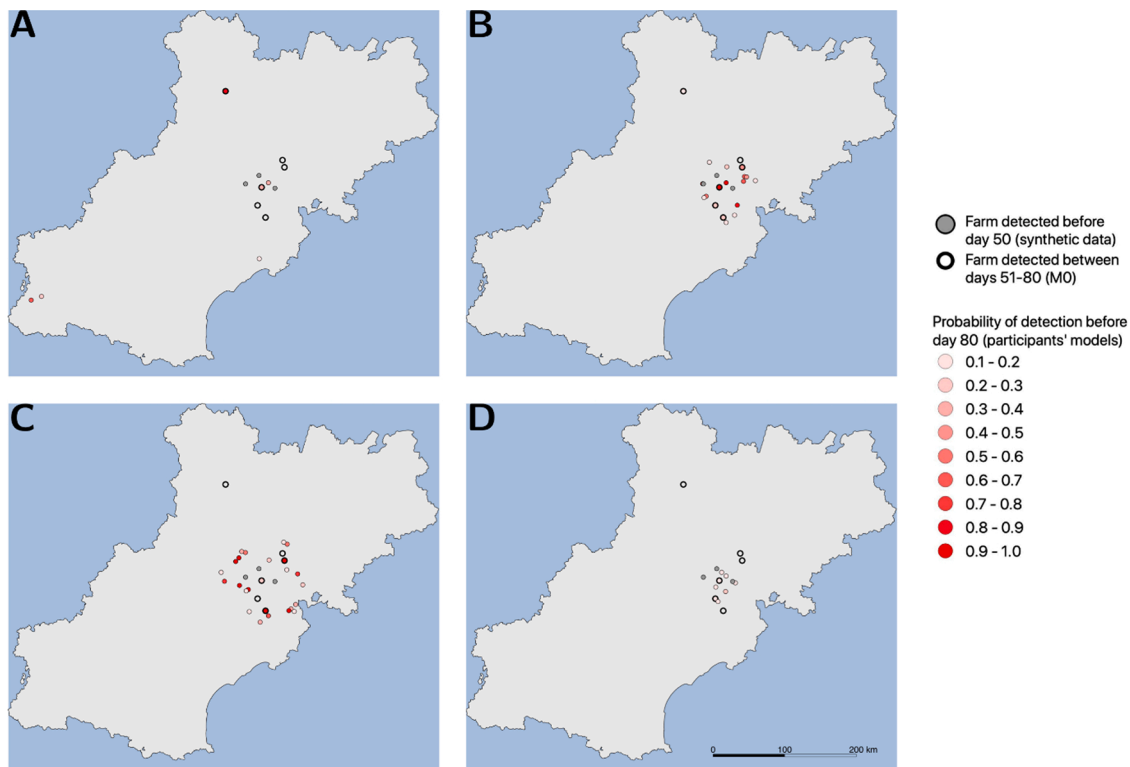 A
B
Farm detected before
day 50 (synthetic data)
Farm detected between
days 51-80 (M0)
Probability of detection before
day 80 (participants' models)
0.1 - 0.2
0.2 - 0.3
0.3 - 0.4
0.4 - 0.5
0.5 - 0.6
0.6 - 0.7
0.7 - 0.8
0.8 - 0.9
0.9 - 1.0
C
D
0 100 200 km